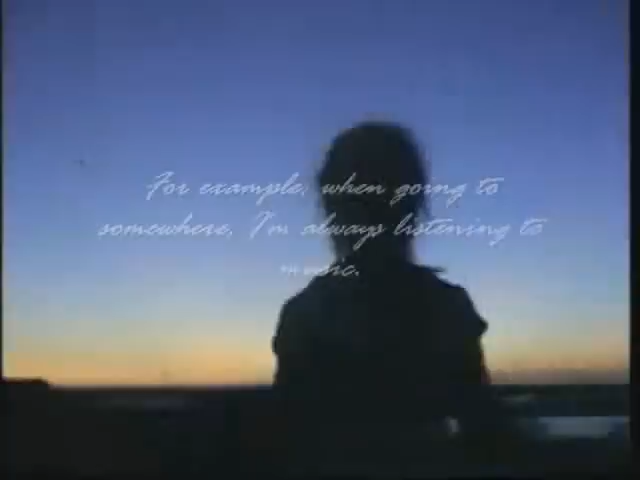 For example, when going to
somewhere, I'm always listening to
music.